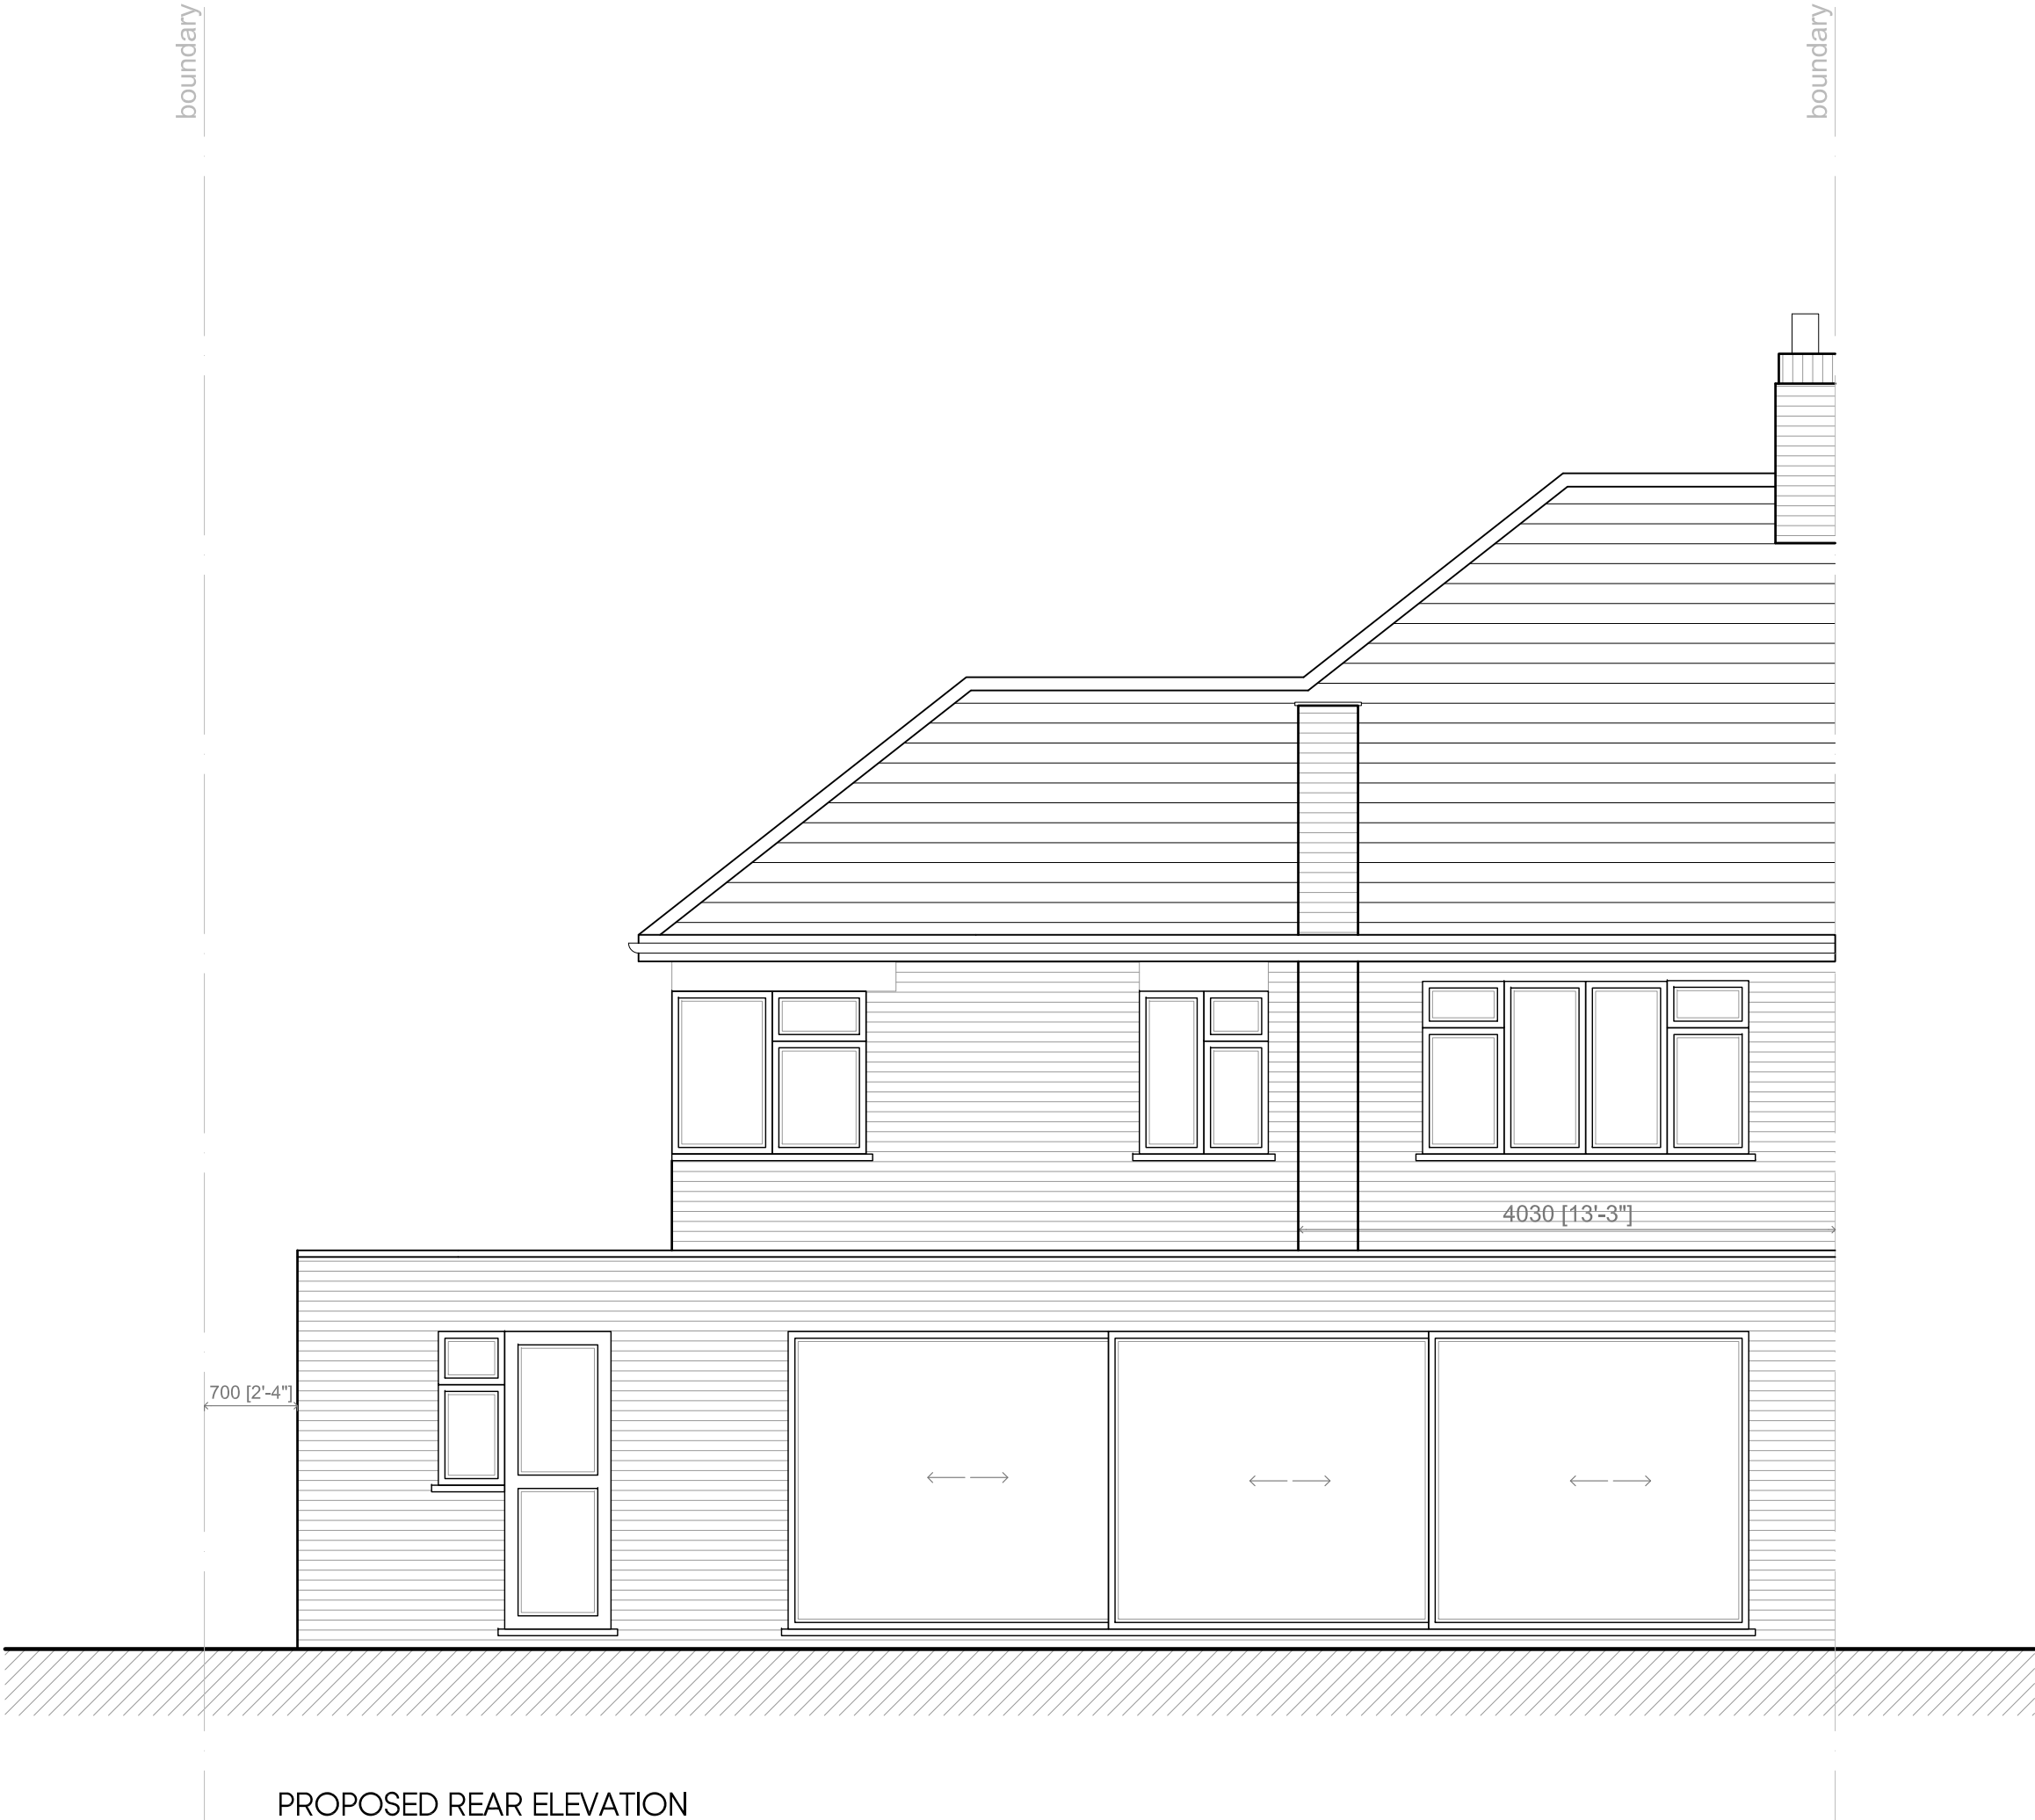 boundary
boundary
4030 [13'-3"]
700 [2'-4"]
PROPOSED REAR ELEVATION